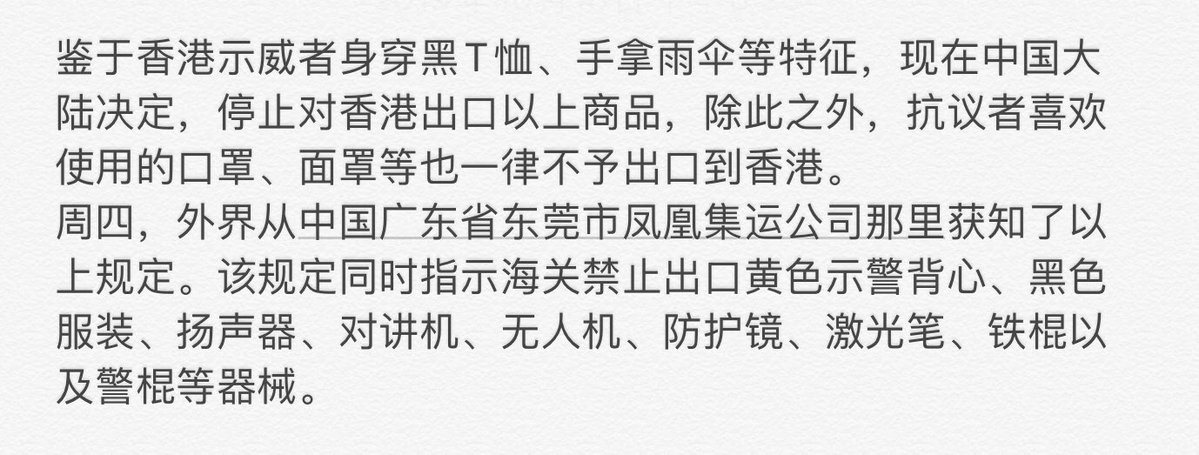 鉴于香港示威者身穿黑T恤、手拿雨伞等特征，现在中国大
陆决定，停止对香港出口以上商品，除此之外，抗议者喜欢
使用的口罩、面罩等也一律不予出口到香港。
周四，外界从中国广东省东莞市凤凰集运公司那里获知了以
上规定。该规定同时指示海关禁止出口黄色示警背心、黑色
服装、扬声器、对讲机、无人机、防护镜、激光笔、铁棍以
及警棍等器械。